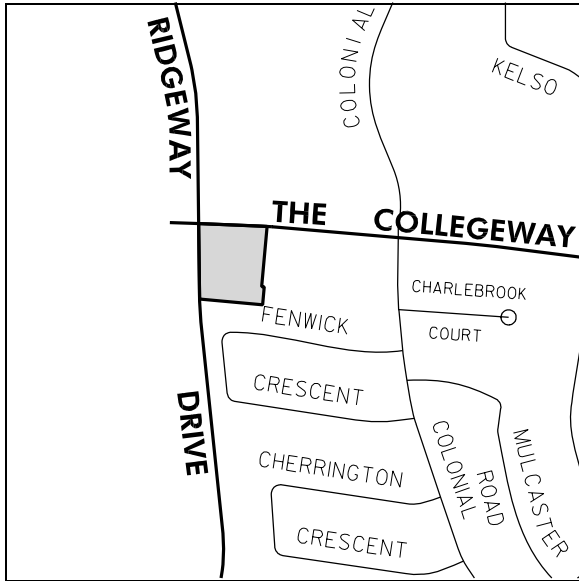 COLONIAL
KELSO
RIDGEWAY
THE COLLEGEWAY
CHARLEBROOK
COURT
FENWICK
CRESCENT
DRIVE
COLONIAL
ROAD
MULCASTER
CHERRINGTON
CRESCENT